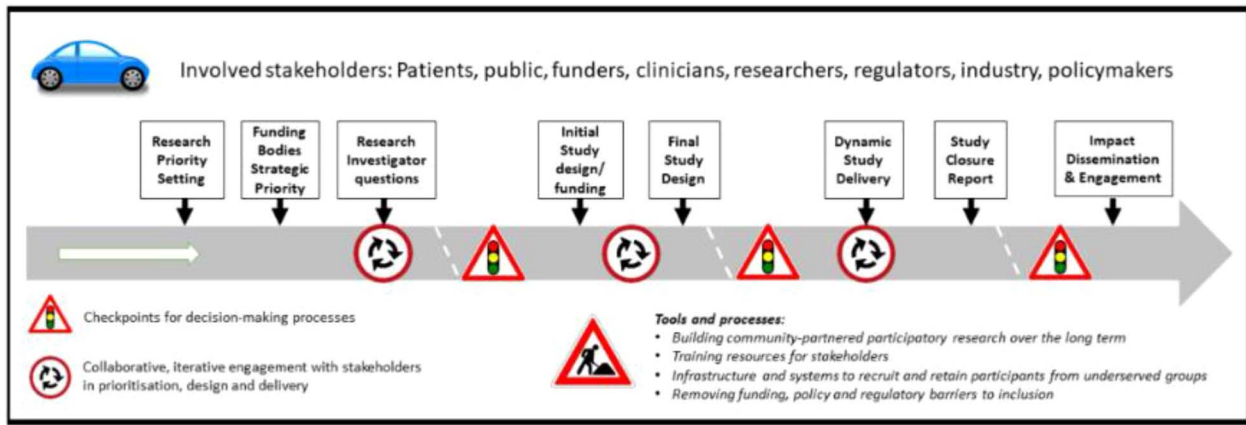 Involved stakeholders: Patients, public, funders, clinicians, researchers, regulators, industry, policymakers
Research
Priority
Setting
Funding
Bodies
Strategic
Priority
Research
Investigator
questions
Initial
Study
design/
funding
Final
Study
Design
Dynamic
Study
Delivery
Study
Closure
Report
Impact
Dissemination
& Engagement
Checkpoints for decision-making processes
Collaborative, iterative engagement with stakeholders
in prioritisation, design and delivery
Tools and processes:
• Building community-partnered participatory research over the long term
• Training resources for stakeholders
• Infrastructure and systems to recruit and retain participants from underserved groups
• Removing funding, policy and regulatory barriers to inclusion